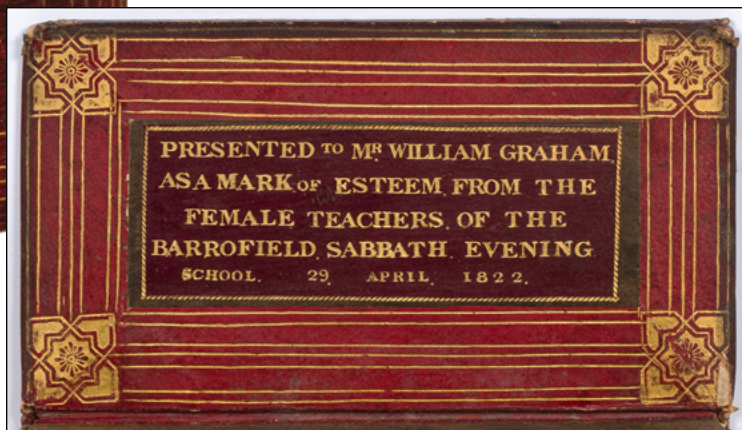 PRESENTED TO MR WILLIAM GRAHAM,
AS A MARK OF ESTEEM, FROM THE
FEMALE TEACHERS, OF THE
BARROFIELD, SABBATH, EVENING
SCHOOL. 29, APRIL, 1822.